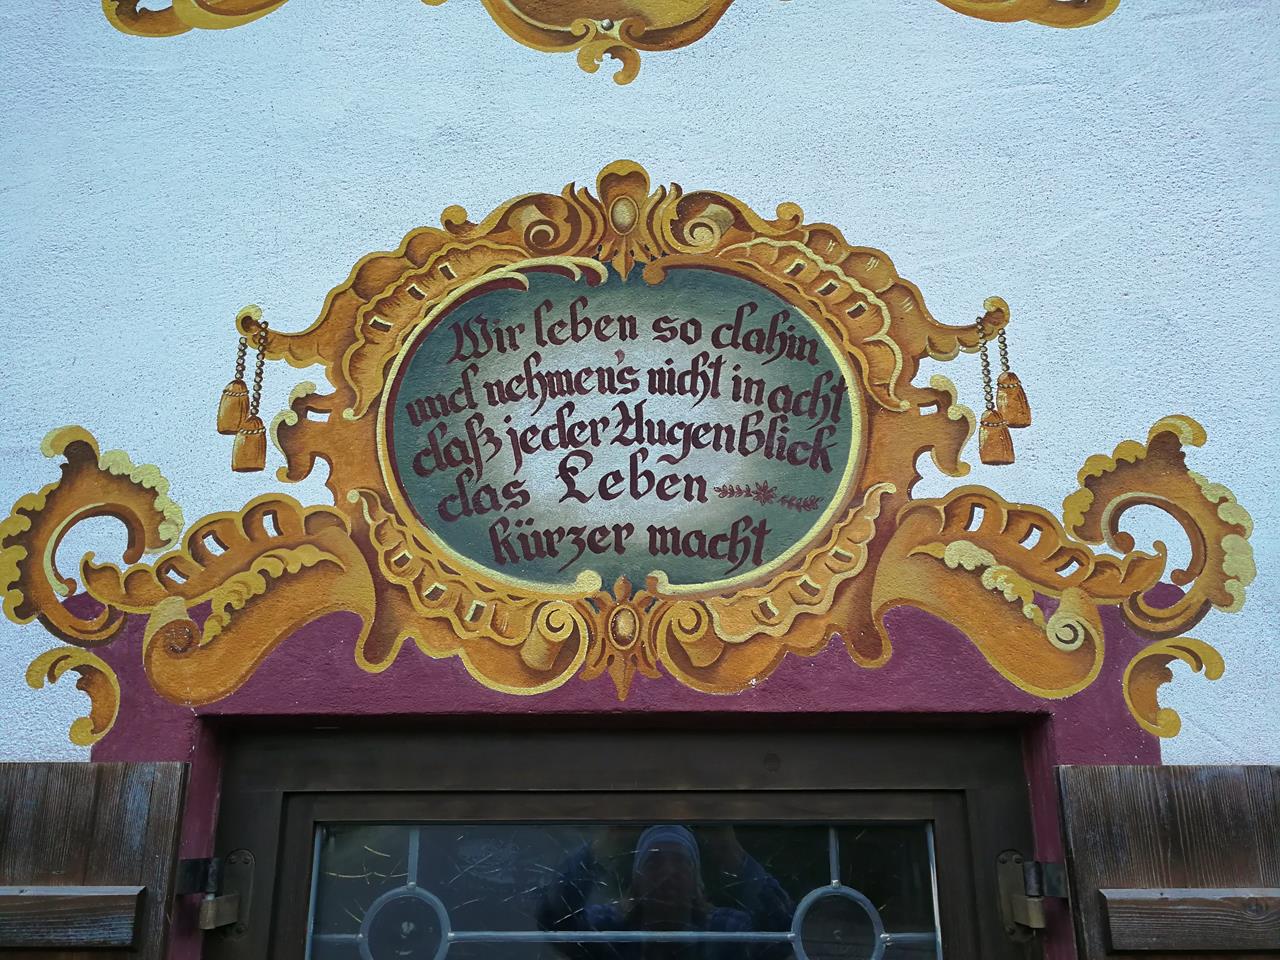 Wir leben so dahin
und nehmen's nicht in acht
daß jeder Augenblick
das Leben
kürzer macht